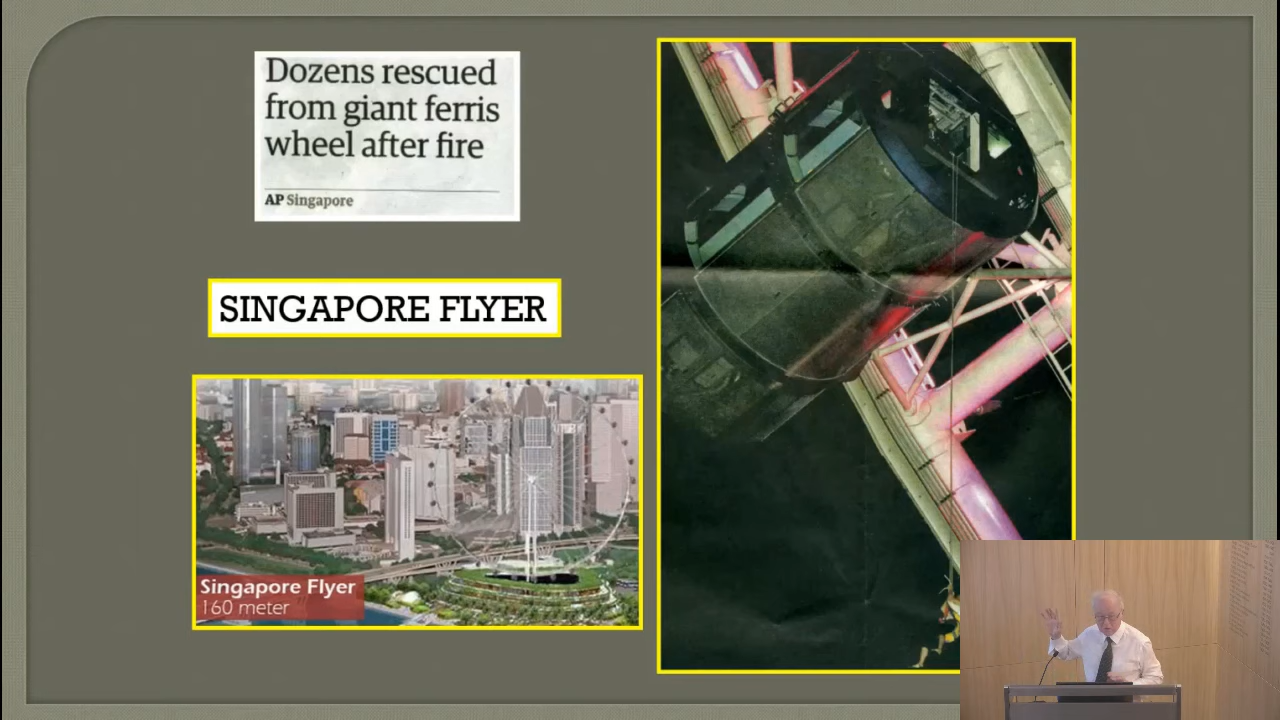 Dozens rescued
from giant ferris
wheel after fire
AP Singapore
SINGAPORE FLYER
Singapore Flyer
160 meter